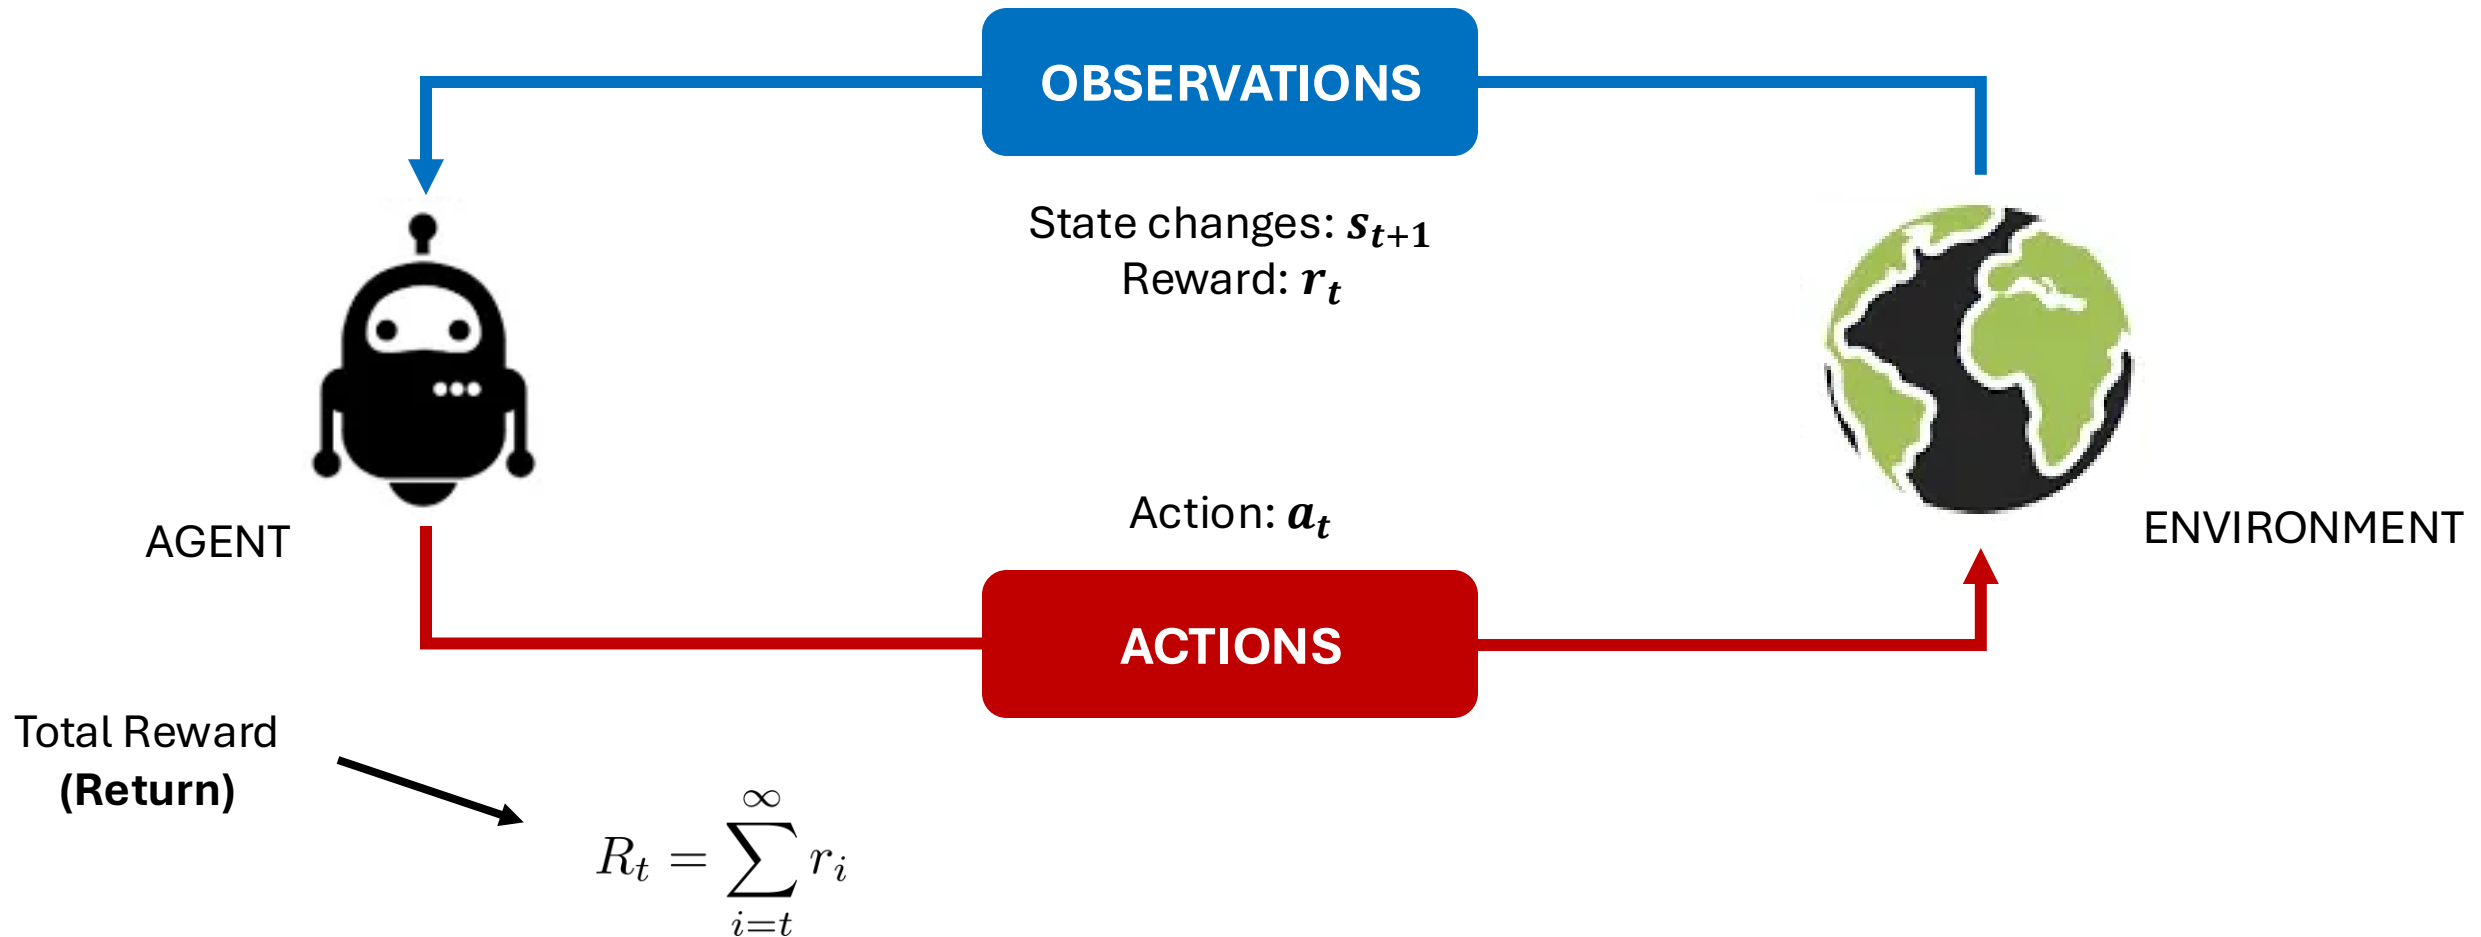 OBSERVATIONS
State changes: s_{t+1}
Reward: r_t
Action: a_t
AGENT
ENVIRONMENT
ACTIONS
Total Reward
(Return)
R_t = \sum_{i=t}^{\infty} r_i